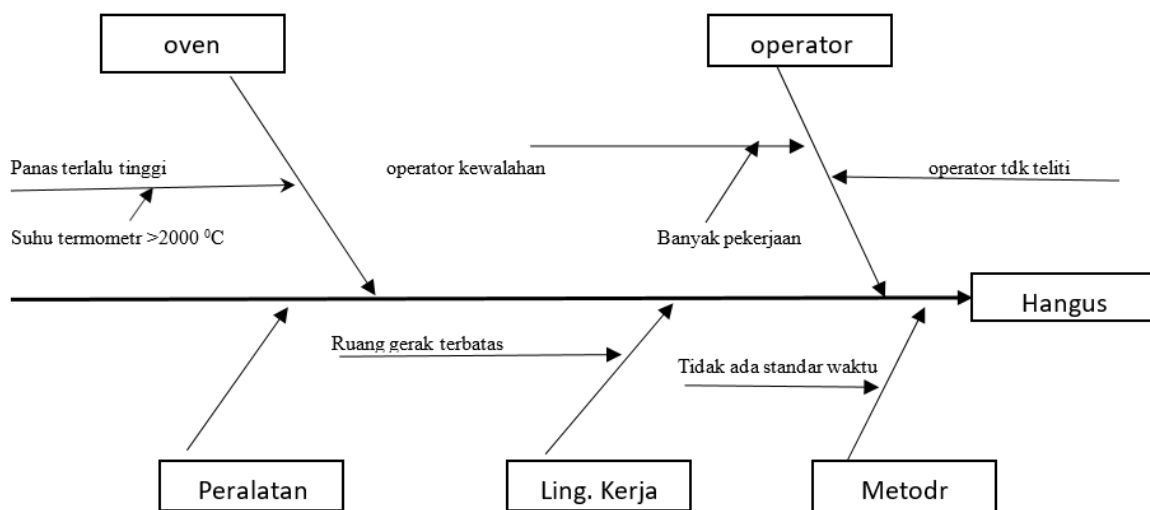 oven
operator
Panas terlalu tinggi
operator kewalahan
operator tdk teliti
Suhu termometr >2000 ⁰C
Banyak pekerjaan
Hangus
Ruang gerak terbatas
Tidak ada standar waktu
Peralatan
Ling. Kerja
Metodr